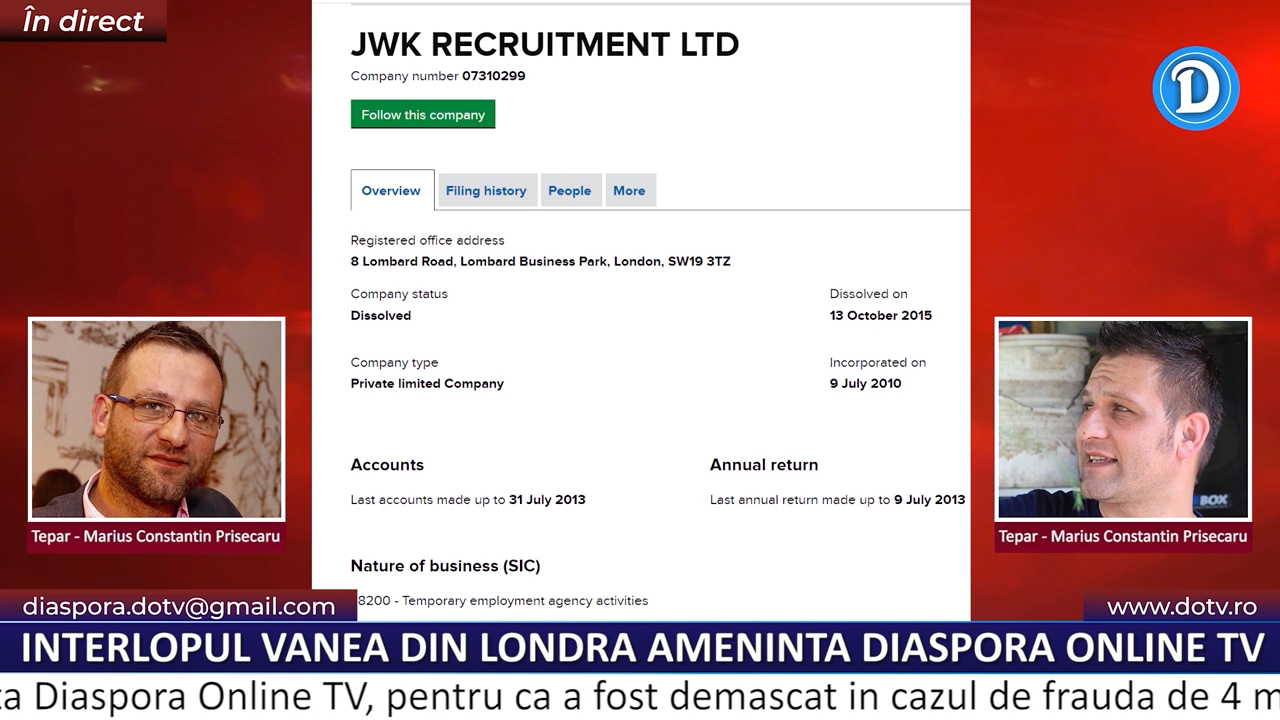 În direct
JWK RECRUITMENT LTD
Company number 07310299
Follow this company
D
Overview Filing history People More
Registered office address
8 Lombard Road, Lombard Business Park, London, SW19 3TZ
Company status Dissolved on
Dissolved 13 October 2015
Company type Incorporated on
Private limited Company 9 July 2010
Accounts Annual return
Last accounts made up to 31 July 2013 Last annual return made up to 9 July 2013
BOX
Tepar - Marius Constantin Prisecaru Tepar - Marius Constantin Prisecaru
Nature of business (SIC)
8200 - Temporary employment agency activities
diaspora.dotv@gmail.com www.dotv.ro
INTERLOPUL VANEA DIN LONDRA AMENINTA DIASPORA ONLINE TV
ta Diaspora Online TV, pentru ca a fost demascat in cazul de frauda de 4 m